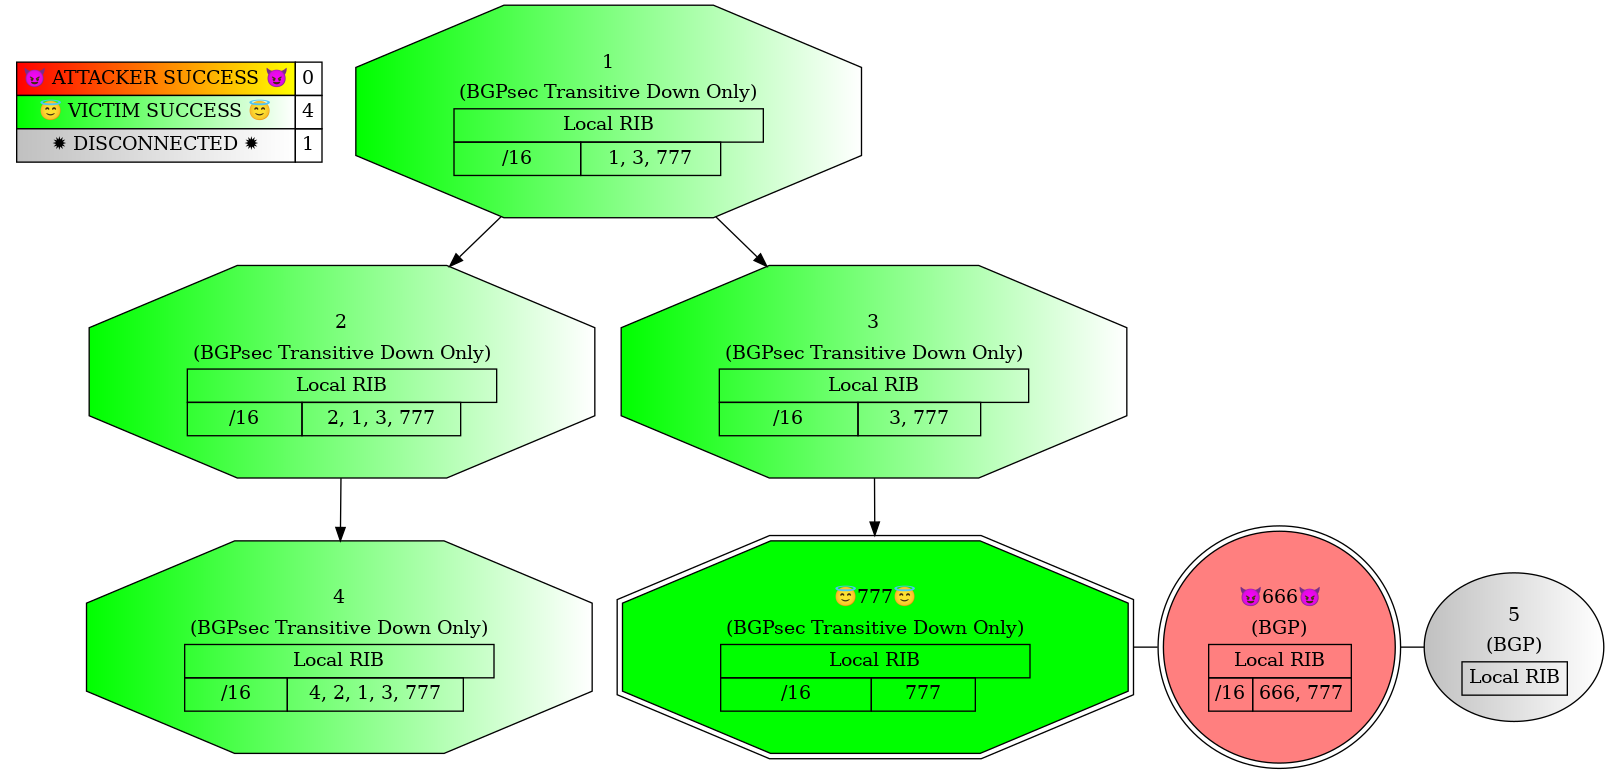 😈 ATTACKER SUCCESS 😈 0
😇 VICTIM SUCCESS 😇 4
✹ DISCONNECTED ✹ 1
1
(BGPsec Transitive Down Only)
Local RIB
/16 1, 3, 777
2
(BGPsec Transitive Down Only)
Local RIB
/16 2, 1, 3, 777
3
(BGPsec Transitive Down Only)
Local RIB
/16 3, 777
4
(BGPsec Transitive Down Only)
Local RIB
/16 4, 2, 1, 3, 777
😇777😇
(BGPsec Transitive Down Only)
Local RIB
/16 777
😈666😈
(BGP)
Local RIB
/16 666, 777
5
(BGP)
Local RIB